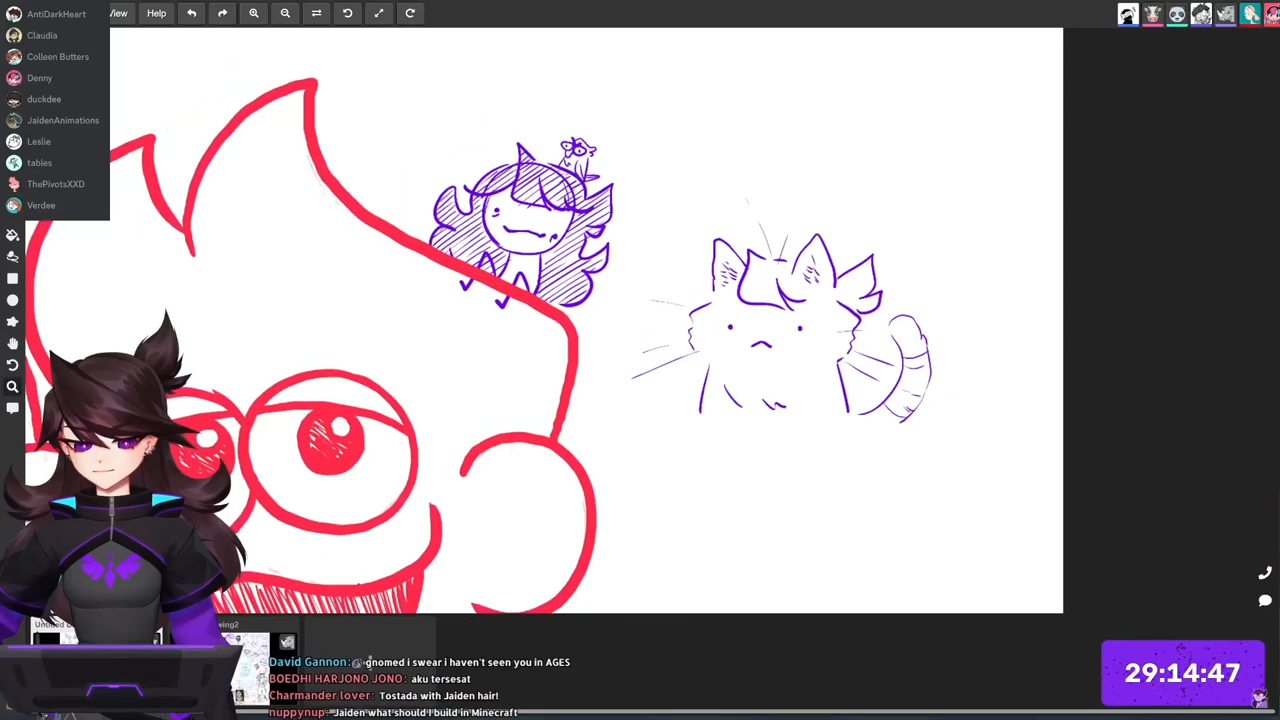 AntiDarkHeart
Claudia
Colleen Butters
Denny
duckdee
JaidenAnimations
Leslie
tables
ThePivotsXXD
Verdee
View Help
wing2
David Gannon: gnomed i swear i haven't seen you in AGES
BOEDHI HARJONO JONO: aku tersesat
Charmander lover: Tostada with Jaiden hair!
nuppynup: Jaiden what should I build in Minecraft
29:14:47